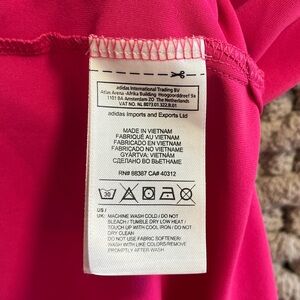 adidas International Trading BV
Atlas Arena -Afrika Building Hoogoorddreef 9a
1101 BA Amsterdam ZO The Netherlands
VAT NO. NL 8073.01.322.B.01
adidas Imports and Exports Ltd
MADE IN VIETNAM
FABRIQUÉ AU VIETNAM
FABRICADO EN VIETNAM
FABRICADO NO VIETNAME
GYÁRTVA: VIETNÁM
СДЕЛАНО ВО ВЬЕТНАМЕ
RN# 88387 CA# 40312
30
US /
UK: MACHINE WASH COLD / DO NOT
BLEACH / TUMBLE DRY LOW HEAT /
TOUCH UP WITH COOL IRON / DO NOT
DRY CLEAN
DO NOT USE FABRIC SOFTENER/
WASH WITH LIKE COLORS/REMOVE
PROMPTLY AFTER WASH